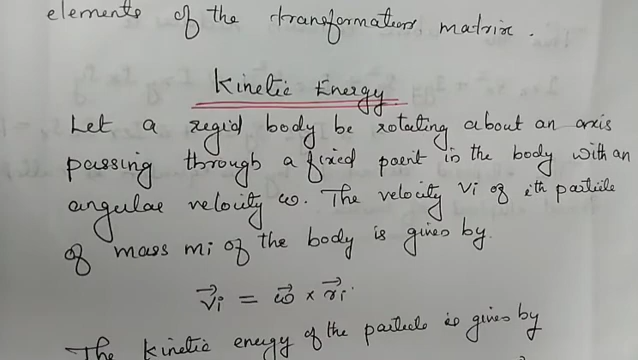 elements of the transformation matrix.
Kinetic Energy
Let a regid body be rotating about an axis
passing through a fixed point in the body with an
angular velocity ω. The velocity vi of ith particle
of mass mi of the body is given by
v⃗i = ω⃗ × r⃗i.
The kinetic energy of the particle is given by